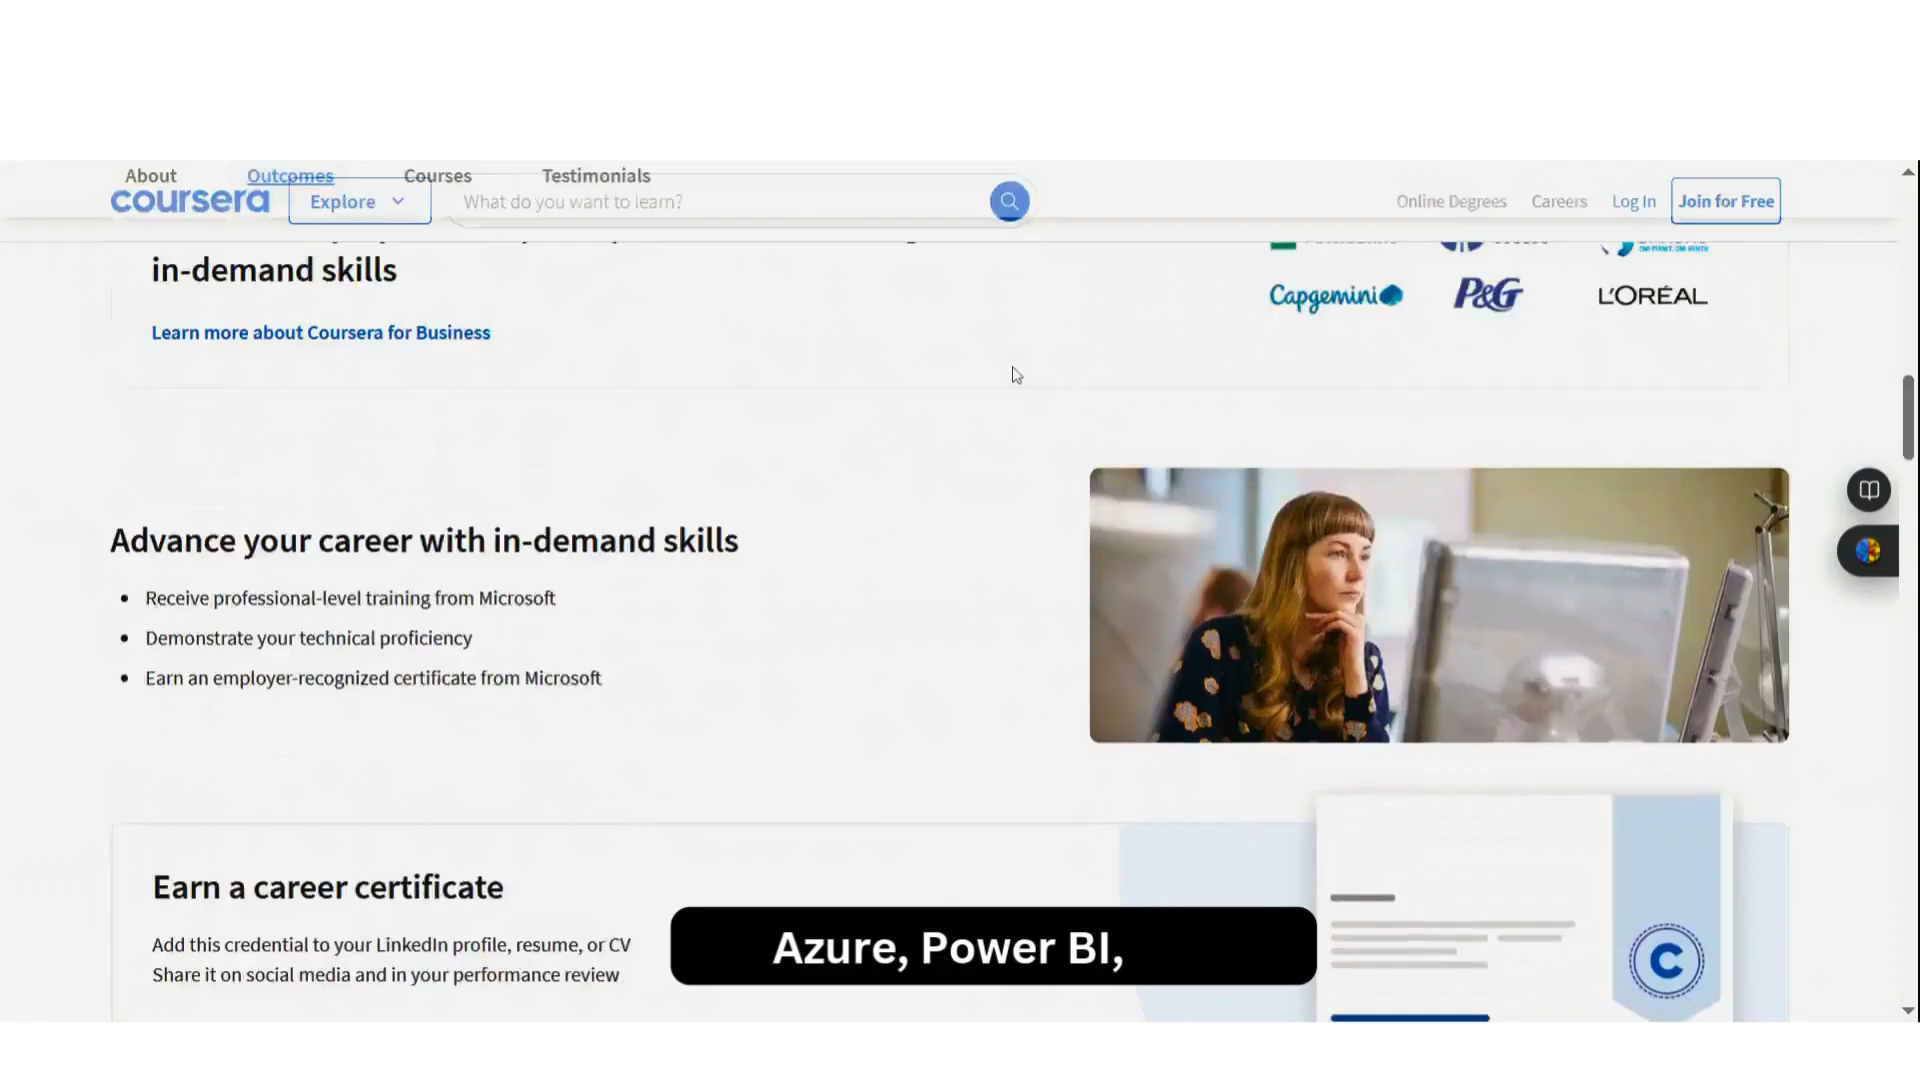 About Outcomes Courses Testimonials
coursera Explore What do you want to learn? Online Degrees Careers Log In Join for Free
in-demand skills
Capgemini P&G L'ORÉAL
Learn more about Coursera for Business
Advance your career with in-demand skills
Receive professional-level training from Microsoft
Demonstrate your technical proficiency
Earn an employer-recognized certificate from Microsoft
Earn a career certificate
Add this credential to your LinkedIn profile, resume, or CV
Share it on social media and in your performance review
C
Azure, Power BI,